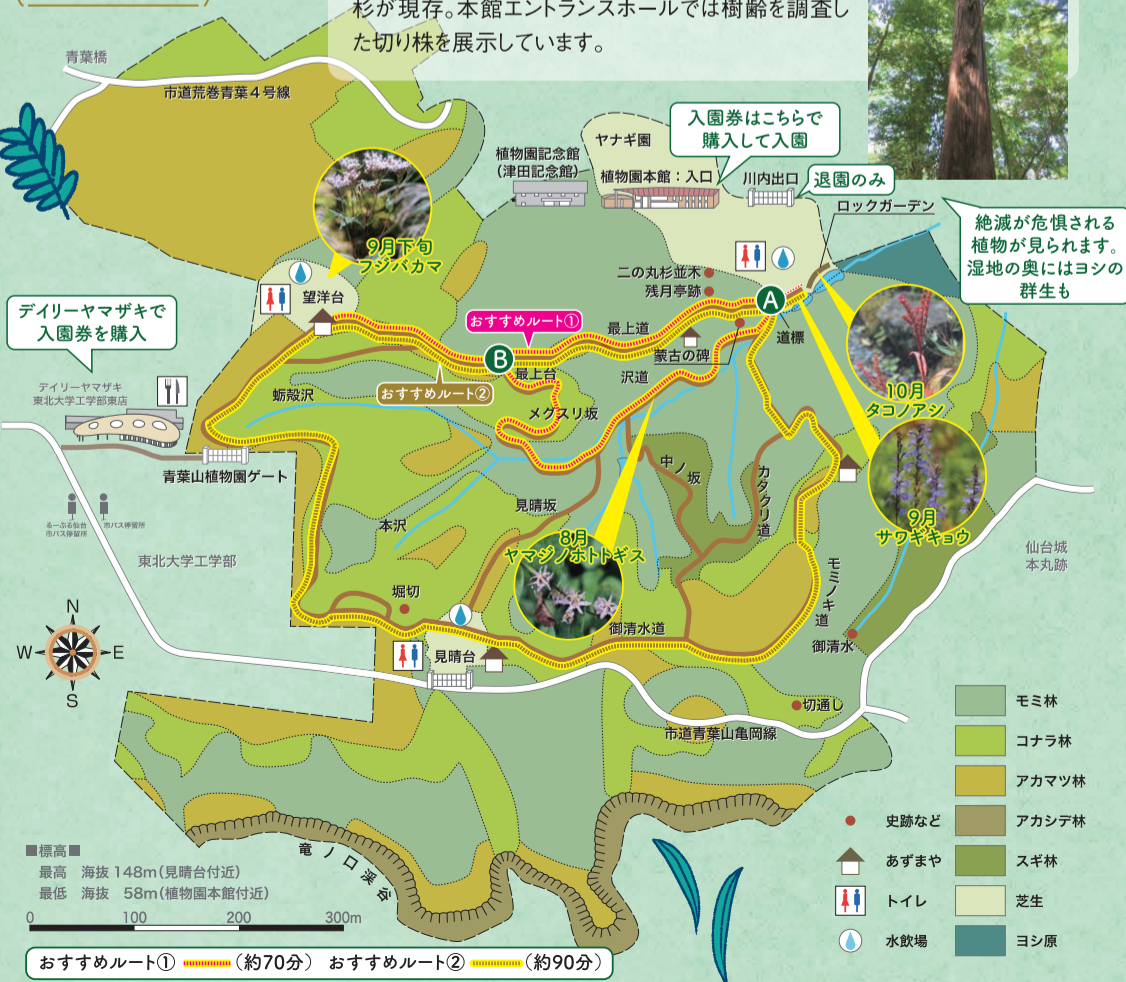 杉が現存。本館エントランスホールでは樹齢を調査し
た切り株を展示しています。
青葉橋
市道荒巻青葉4号線
ヤナギ園
入園券はこちらで
購入して入園
植物園記念館
(津田記念館)
植物園本館:入口
川内出口
退園のみ
ロックガーデン
絶滅が危惧される
植物が見られます。
湿地の奥にはヨシの
群生も
9月下旬
フジバカマ
望洋台
二の丸杉並木
残月亭跡
A
道標
デイリーヤマザキで
入園券を購入
おすすめルート①
最上道
蒙古の碑
B
最上台
沢道
おすすめルート②
10月
タコノアシ
デイリーヤマザキ
東北大学工学部東店
蛎殻沢
メグスリ坂
青葉山植物園ゲート
中ノ坂
カタクリ道
9月
サワギキョウ
るーぷる仙台
市バス停留所
市バス停留所
見晴坂
本沢
8月
ヤマジノホトトギス
東北大学工学部
仙台城
本丸跡
モミノキ道
堀切
御清水道
御清水
N
W
E
S
見晴台
切通し
市道青葉山亀岡線
モミ林
コナラ林
アカマツ林
史跡など
アカシデ林
あずまや
スギ林
トイレ
芝生
水飲場
ヨシ原
竜ノ口渓谷
■標高■
最高 海抜 148m(見晴台付近)
最低 海抜 58m(植物園本館付近)
0 100 200 300m
おすすめルート① (約70分) おすすめルート② (約90分)